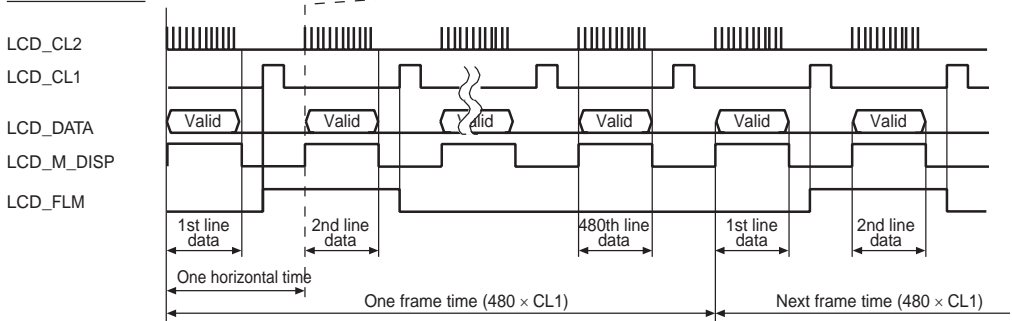 LCD_CL2
LCD_CL1
LCD_DATA
Valid Valid Valid Valid Valid Valid
LCD_M_DISP
LCD_FLM
1st line data
2nd line data
480th line data
1st line data
2nd line data
One horizontal time
One frame time (480 × CL1)
Next frame time (480 × CL1)